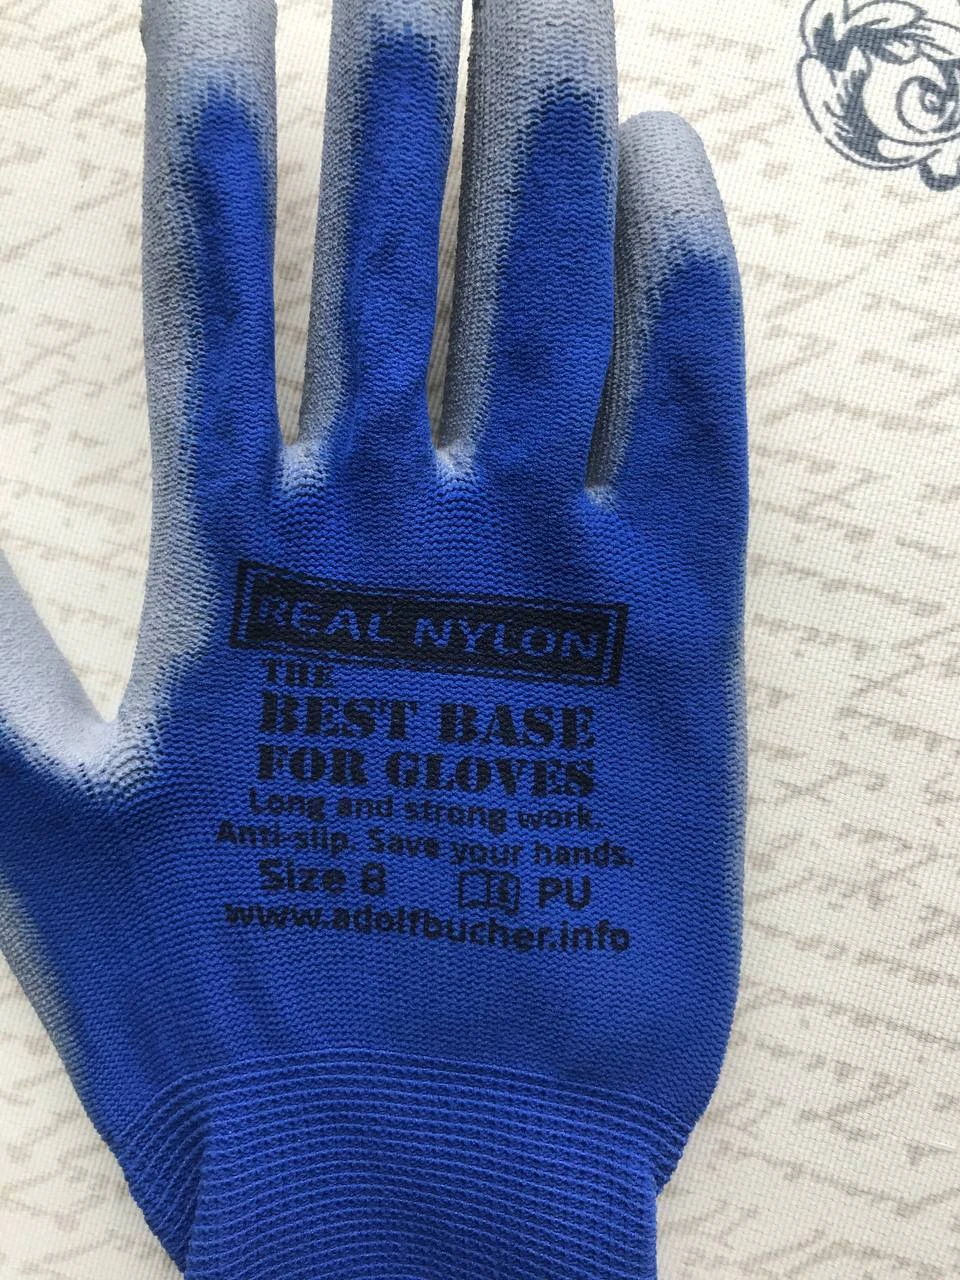 REAL NYLON
THE
BEST BASE
FOR GLOVES
Long and strong work.
Anti-slip. Save your hands.
Size 8 PU
www.adolfbucher.info